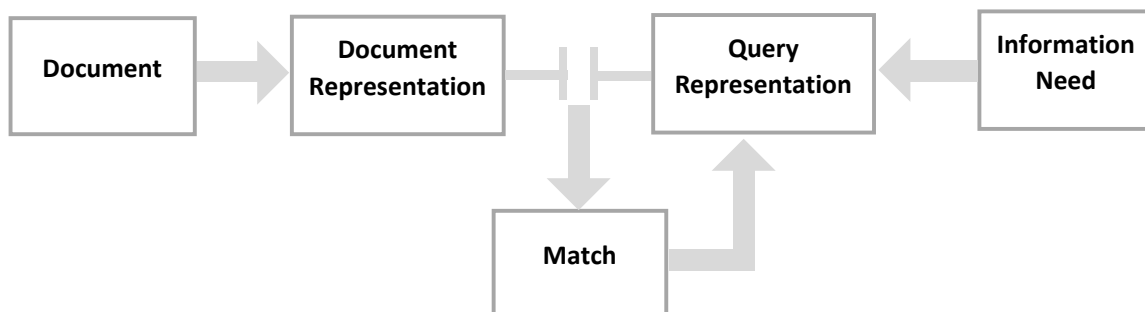 Document
Document
Representation
Query
Representation
Information
Need
Match